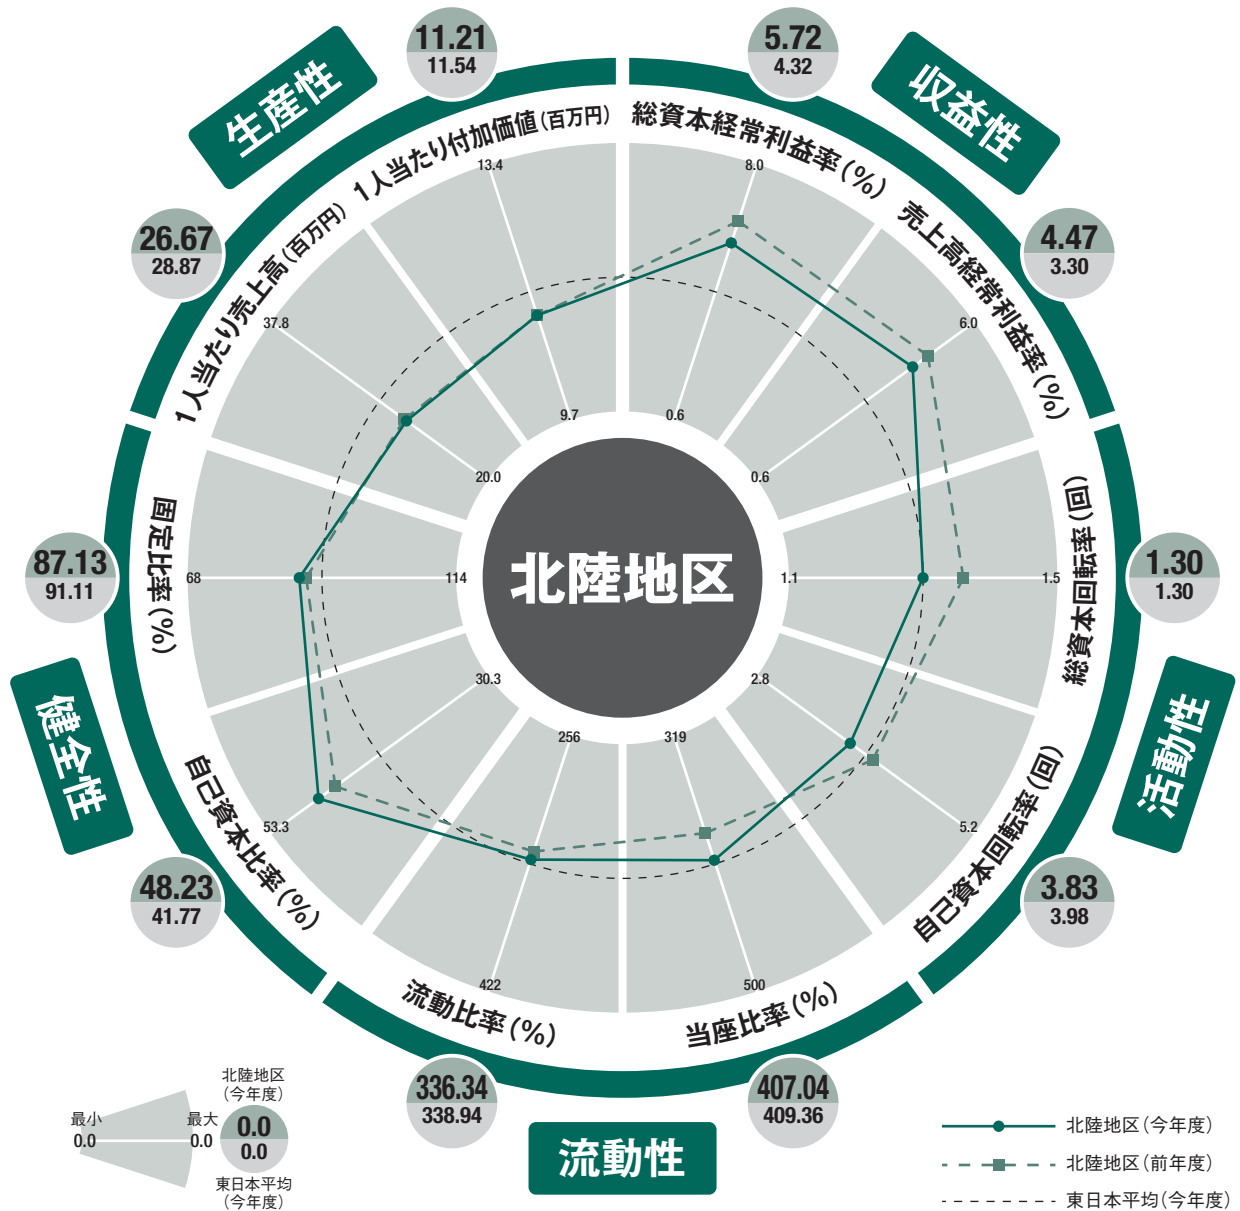 北陸地区
収益性
総資本経常利益率(%)
5.72
4.32
8.0
0.6
売上高経常利益率(%)
4.47
3.30
6.0
0.6
活動性
総資本回転率(回)
1.30
1.30
1.5
1.1
自己資本回転率(回)
3.83
3.98
5.2
2.8
流動性
当座比率(%)
407.04
409.36
500
319
流動比率(%)
336.34
338.94
422
256
健全性
自己資本比率(%)
48.23
41.77
53.3
30.3
固定比率(%)
87.13
91.11
68
114
生産性
1人当たり売上高(百万円)
26.67
28.87
37.8
20.0
1人当たり付加価値(百万円)
11.21
11.54
13.4
9.7
最小
0.0
最大
0.0
北陸地区
(今年度)
0.0
0.0
東日本平均
(今年度)
北陸地区(今年度)
北陸地区(前年度)
東日本平均(今年度)